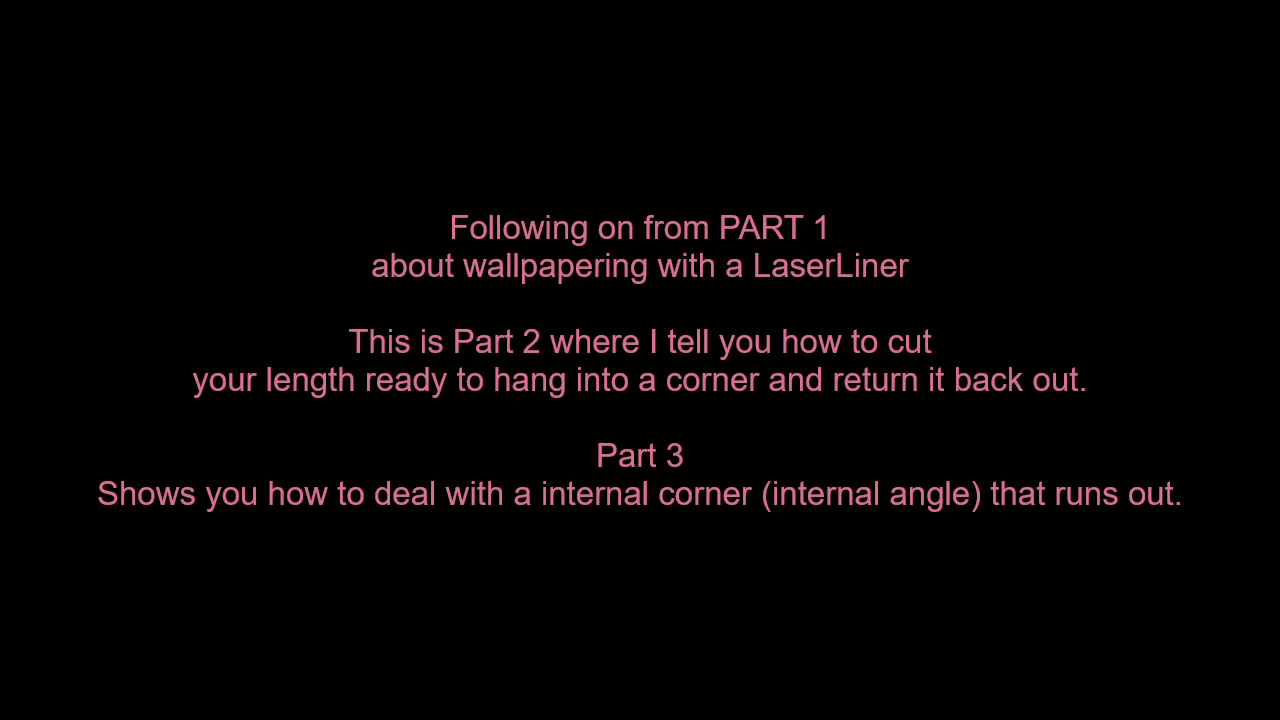 Following on from PART 1
about wallpapering with a LaserLiner
This is Part 2 where I tell you how to cut
your length ready to hang into a corner and return it back out.
Part 3
Shows you how to deal with a internal corner (internal angle) that runs out.